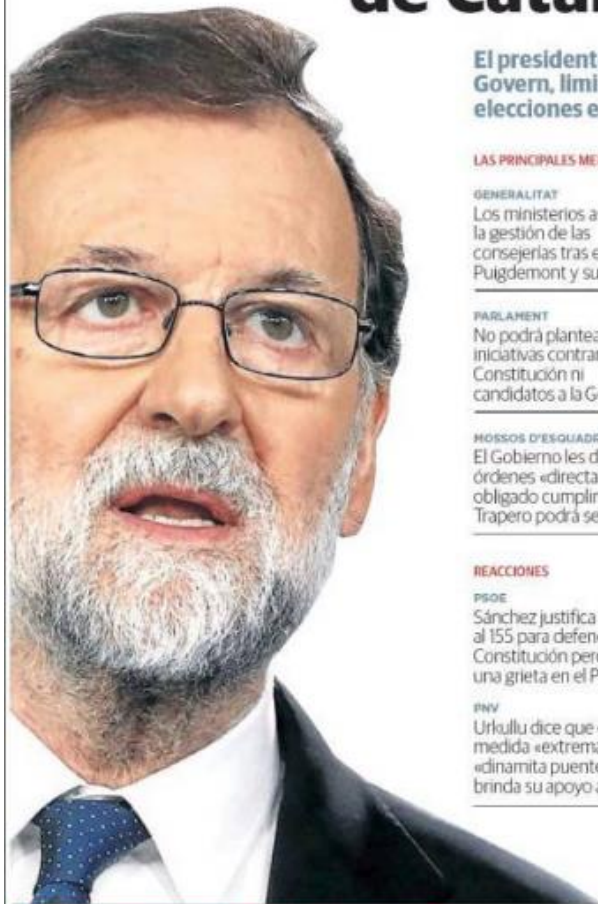 de Catal
El president
Govern, limi
elecciones e
LAS PRINCIPALES ME
GENERALITAT
Los ministerios a
la gestión de las
consejerías tras e
Puigdemont y su
PARLAMENT
No podrá plantea
iniciativas contrar
Constitución ni
candidatos a la G
MOSSOS D'ESQUADR
El Gobierno les d
órdenes «directa
obligado cumplir
Trapero podrá se
REACCIONES
PSOE
Sánchez justifica
al 155 para defen
Constitución pero
una grieta en el P
PNV
Urkullu dice que
medida «extrema
«dinamita puente
brinda su apoyo a